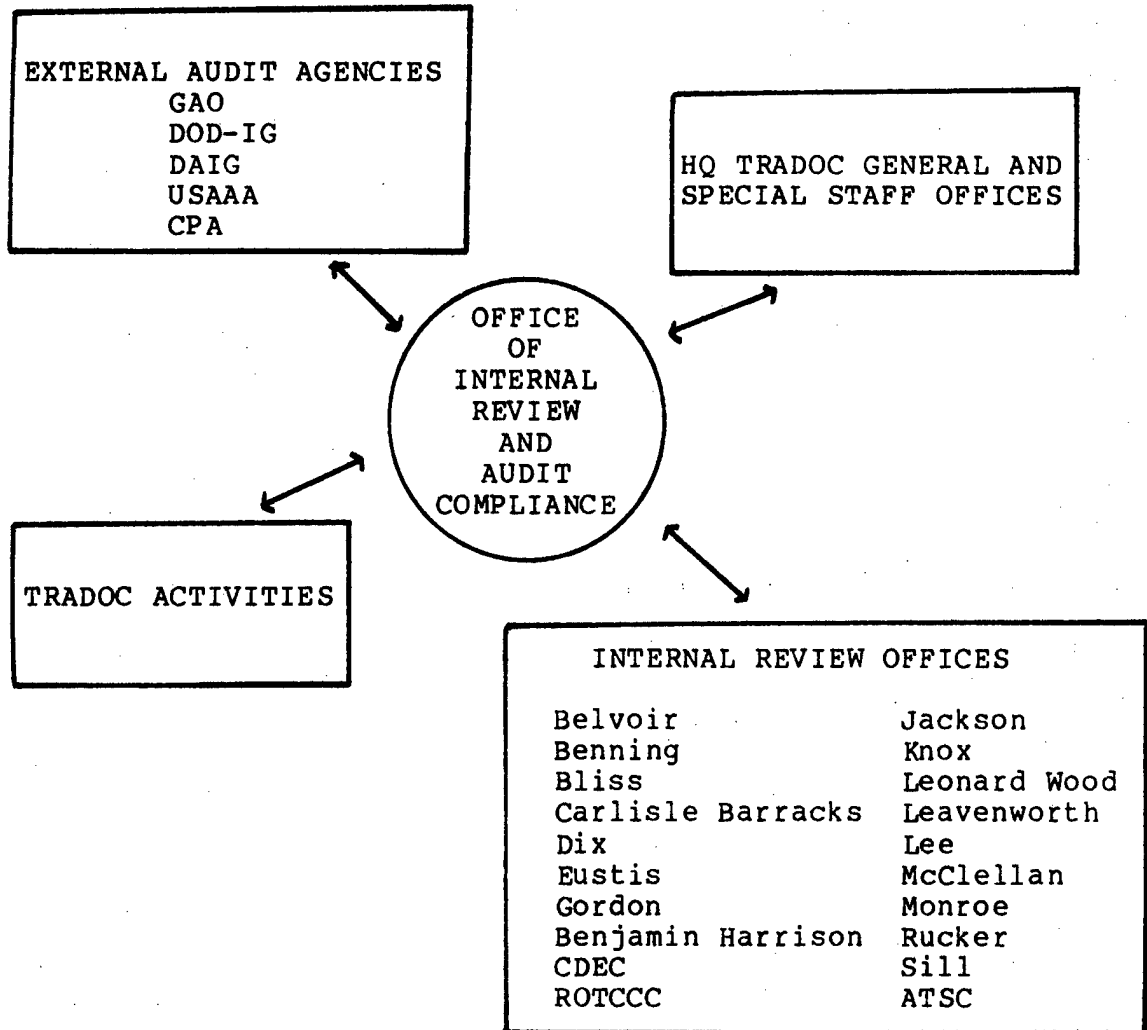 EXTERNAL AUDIT AGENCIES
GAO
DOD-IG
DAIG
USAAA
CPA
HQ TRADOC GENERAL AND
SPECIAL STAFF OFFICES
OFFICE
OF
INTERNAL
REVIEW
AND
AUDIT
COMPLIANCE
TRADOC ACTIVITIES
INTERNAL REVIEW OFFICES
Belvoir Jackson
Benning Knox
Bliss Leonard Wood
Carlisle Barracks Leavenworth
Dix Lee
Eustis McClellan
Gordon Monroe
Benjamin Harrison Rucker
CDEC Sill
ROTCCC ATSC